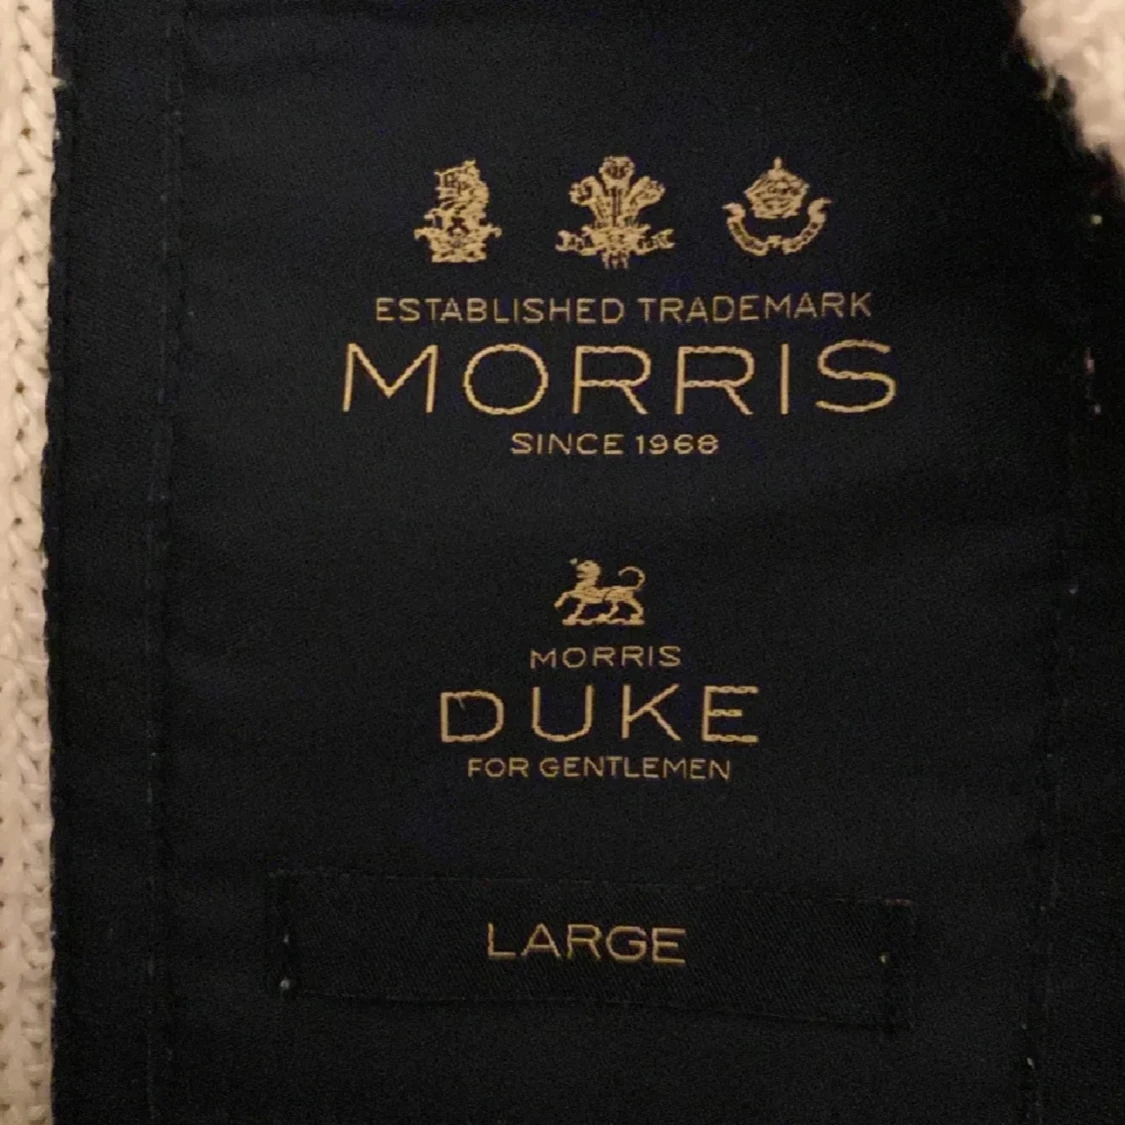 ESTABLISHED TRADEMARK
MORRIS
SINCE 1968
MORRIS
DUKE
FOR GENTLEMEN
LARGE